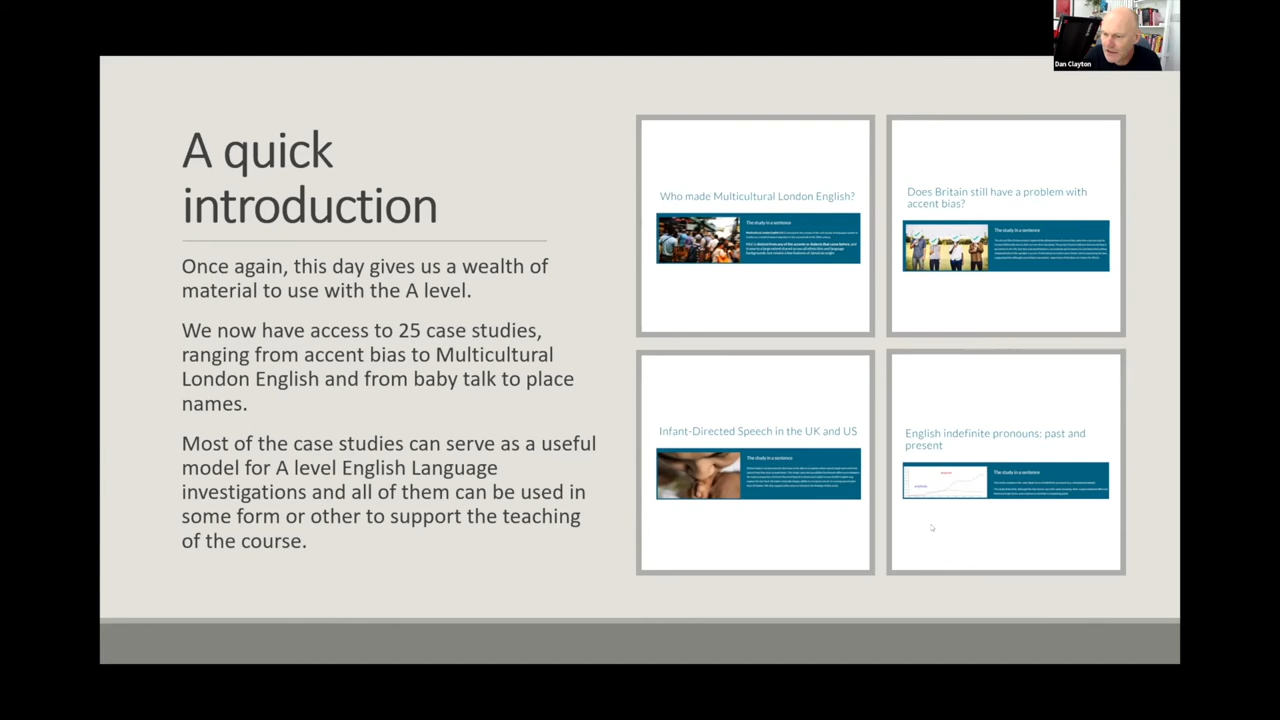 Dan Clayton
A quick
introduction
Once again, this day gives us a wealth of
material to use with the A level.
We now have access to 25 case studies,
ranging from accent bias to Multicultural
London English and from baby talk to place
names.
Most of the case studies can serve as a useful
model for A level English Language
investigations and all of them can be used in
some form or other to support the teaching
of the course.
Who made Multicultural London English?
The study in a sentence
Does Britain still have a problem with
accent bias?
The study in a sentence
Infant-Directed Speech in the UK and US
The study in a sentence
English indefinite pronouns: past and
present
The study in a sentence